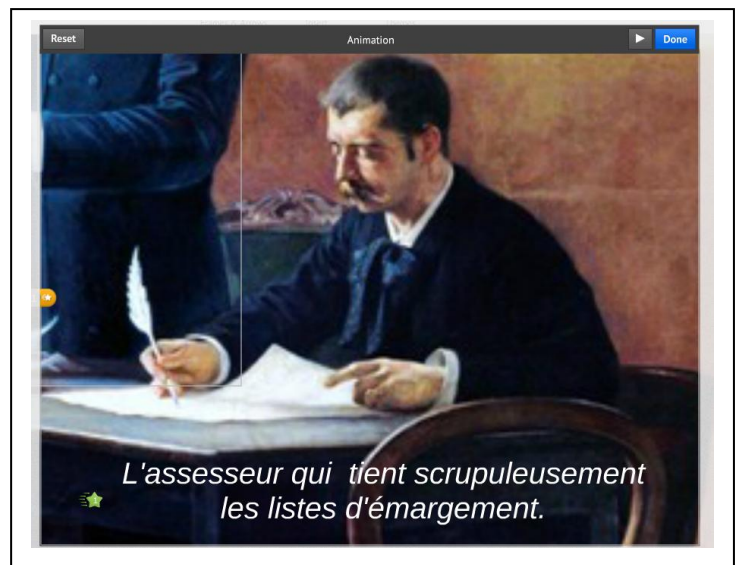 Reset
Animation
Done
L'assesseur qui  tient scrupuleusement
les listes d'émargement.